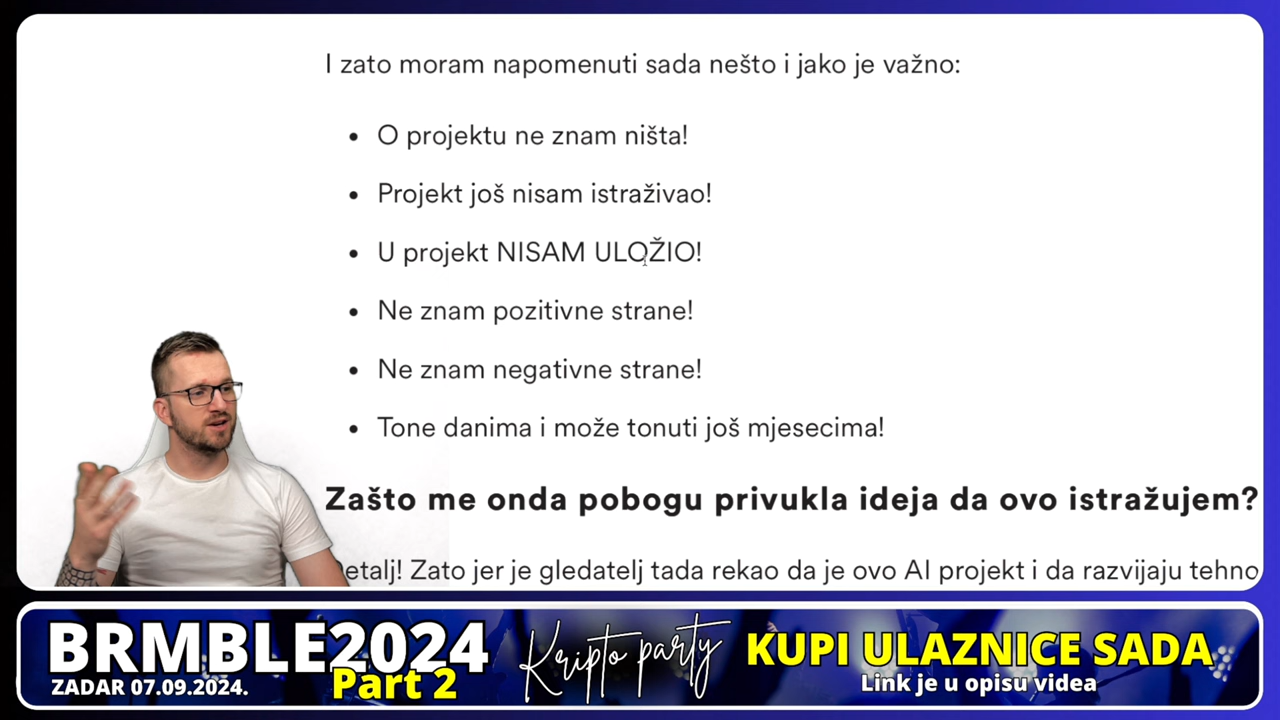 I zato moram napomenuti sada nešto i jako je važno:
• O projektu ne znam ništa!
• Projekt još nisam istraživao!
• U projekt NISAM ULOŽIO!
• Ne znam pozitivne strane!
• Ne znam negativne strane!
• Tone danima i može tonuti još mjesecima!
Zašto me onda pobogu privukla ideja da ovo istražujem?
Detalj! Zato jer je gledatelj tada rekao da je ovo AI projekt i da razvijaju tehno
BRMBLE2024
Part 2
ZADAR 07.09.2024.
Kripto party
KUPI ULAZNICE SADA
Link je u opisu videa